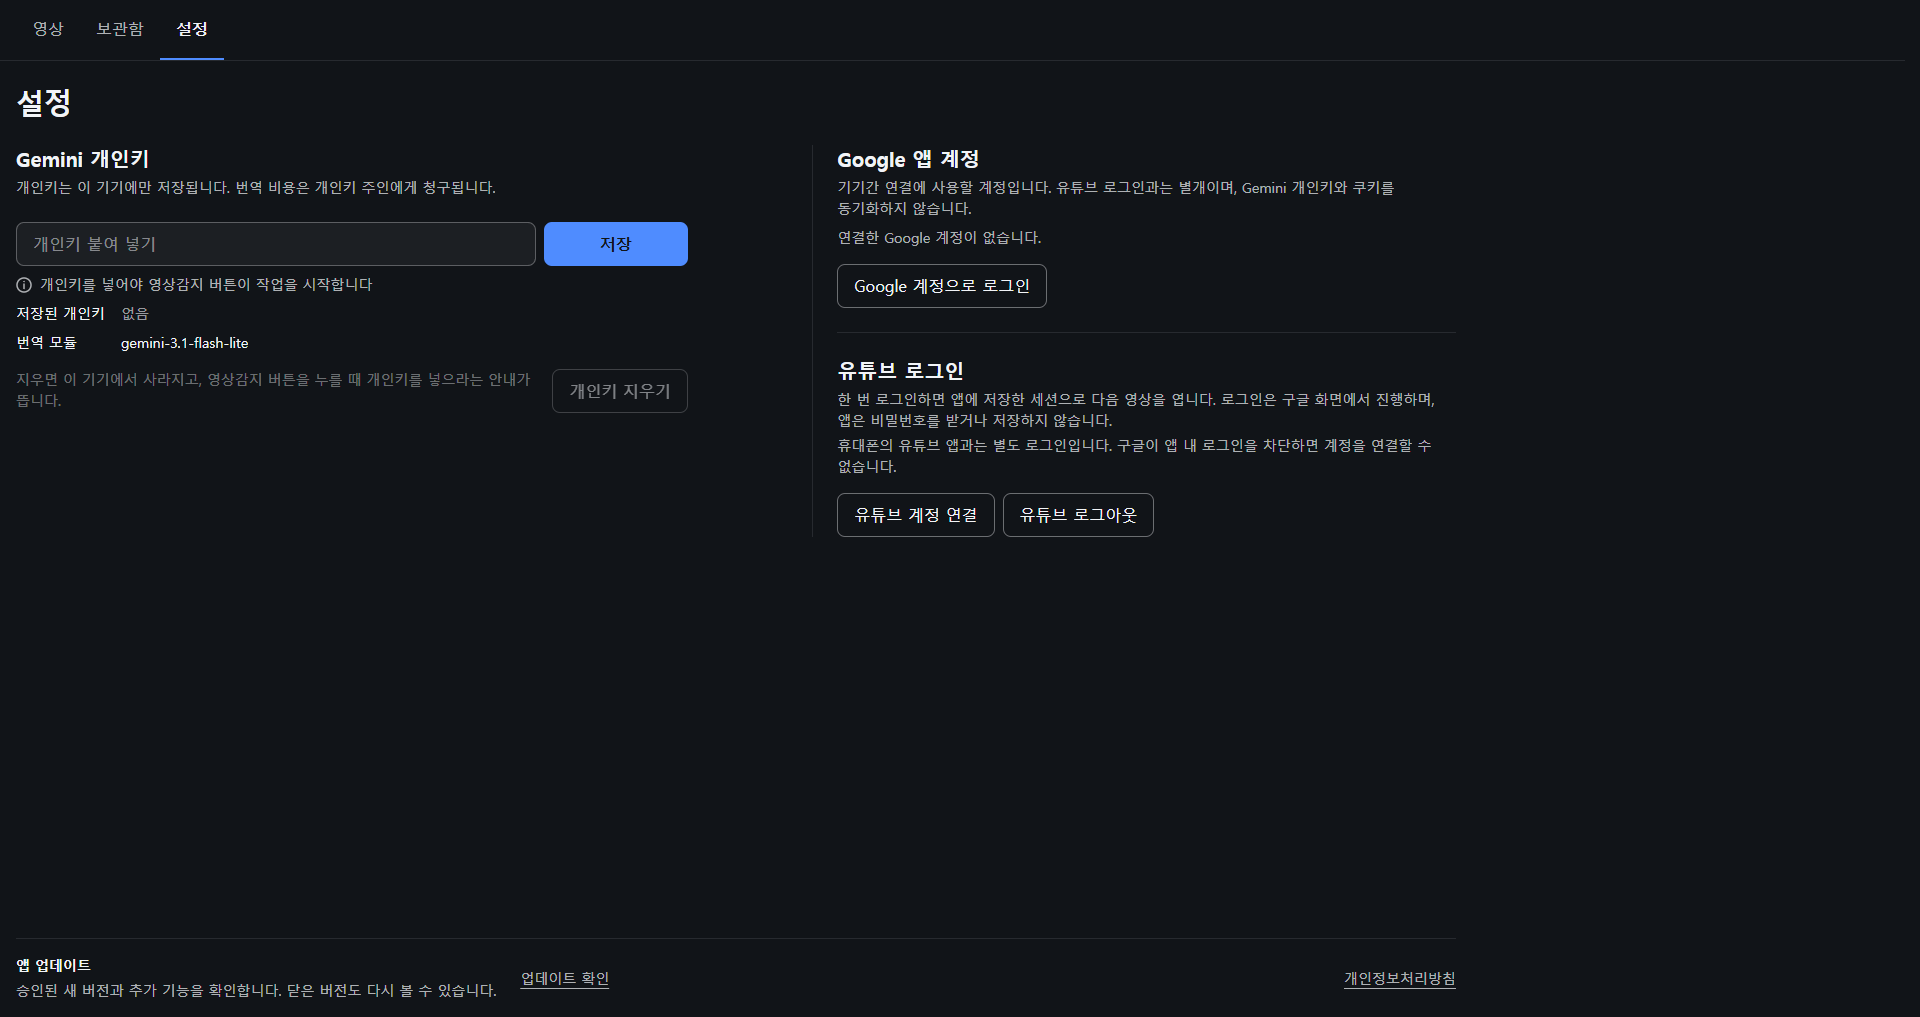 영상
보관함
설정
설정
Gemini 개인키
개인키는 이 기기에만 저장됩니다. 번역 비용은 개인키 주인에게 청구됩니다.
개인키 붙여 넣기
저장
개인키를 넣어야 영상감지 버튼이 작업을 시작합니다
저장된 개인키 없음
번역 모듈 gemini-3.1-flash-lite
지우면 이 기기에서 사라지고, 영상감지 버튼을 누를 때 개인키를 넣으라는 안내가
뜹니다.
개인키 지우기
Google 앱 계정
기기간 연결에 사용할 계정입니다. 유튜브 로그인과는 별개이며, Gemini 개인키와 쿠키를
동기화하지 않습니다.
연결한 Google 계정이 없습니다.
Google 계정으로 로그인
유튜브 로그인
한 번 로그인하면 앱에 저장한 세션으로 다음 영상을 엽니다. 로그인은 구글 화면에서 진행하며,
앱은 비밀번호를 받거나 저장하지 않습니다.
휴대폰의 유튜브 앱과는 별도 로그인입니다. 구글이 앱 내 로그인을 차단하면 계정을 연결할 수
없습니다.
유튜브 계정 연결
유튜브 로그아웃
앱 업데이트
승인된 새 버전과 추가 기능을 확인합니다. 닫은 버전도 다시 볼 수 있습니다.
업데이트 확인
개인정보처리방침